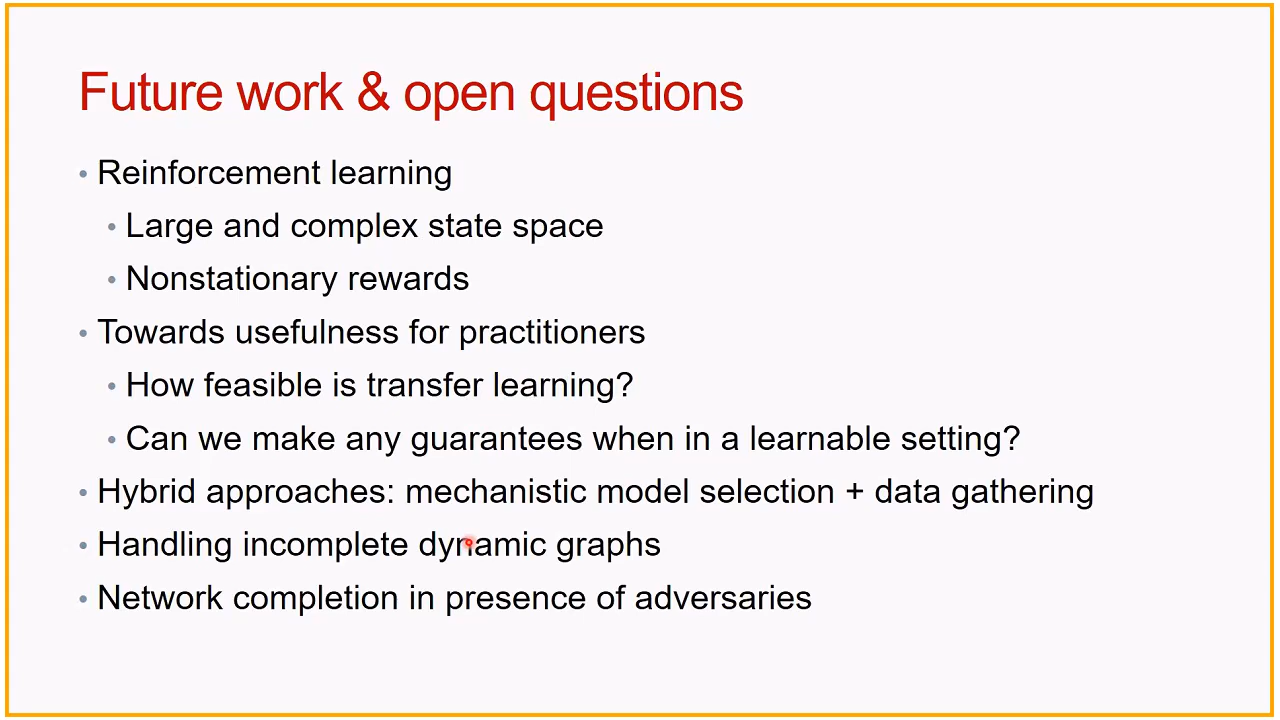 Future work & open questions
• Reinforcement learning
• Large and complex state space
• Nonstationary rewards
• Towards usefulness for practitioners
• How feasible is transfer learning?
• Can we make any guarantees when in a learnable setting?
• Hybrid approaches: mechanistic model selection + data gathering
• Handling incomplete dynamic graphs
• Network completion in presence of adversaries